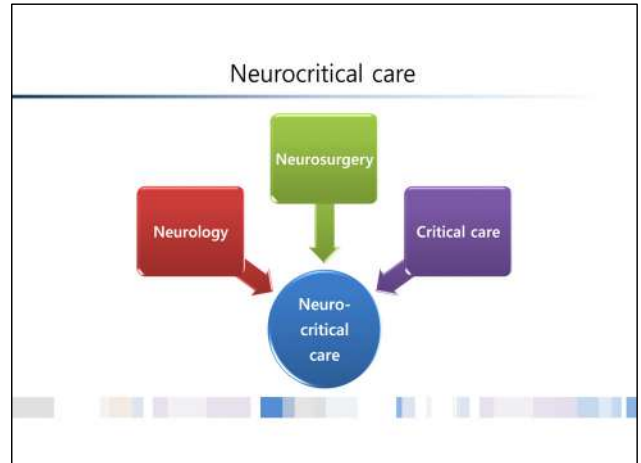 Neurocritical care
Neurosurgery
Neurology
Critical care
Neuro-
critical
care